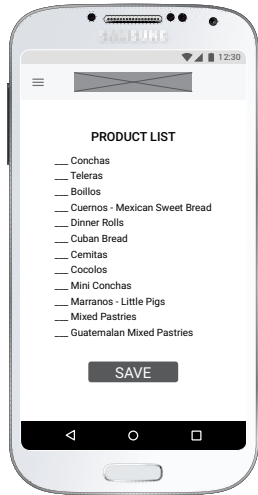 SAMSUNG
12:30
PRODUCT LIST
___ Conchas
___ Teleras
___ Boillos
___ Cuernos - Mexican Sweet Bread
___ Dinner Rolls
___ Cuban Bread
___ Cemitas
___ Cocolos
___ Mini Conchas
___ Marranos - Little Pigs
___ Mixed Pastries
___ Guatemalan Mixed Pastries
SAVE